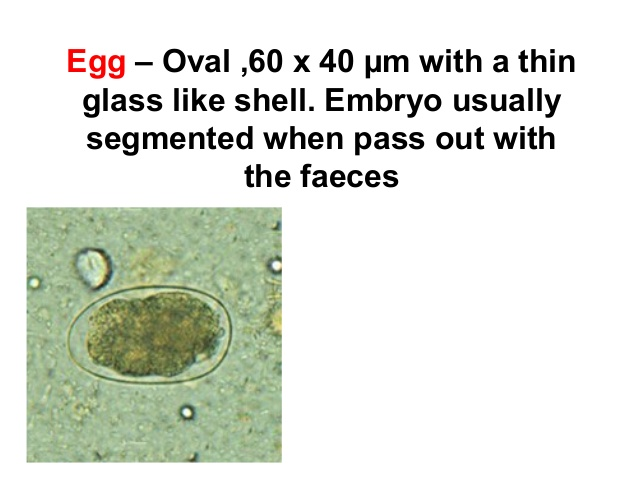 Egg – Oval ,60 x 40 µm with a thin
glass like shell. Embryo usually
segmented when pass out with
the faeces